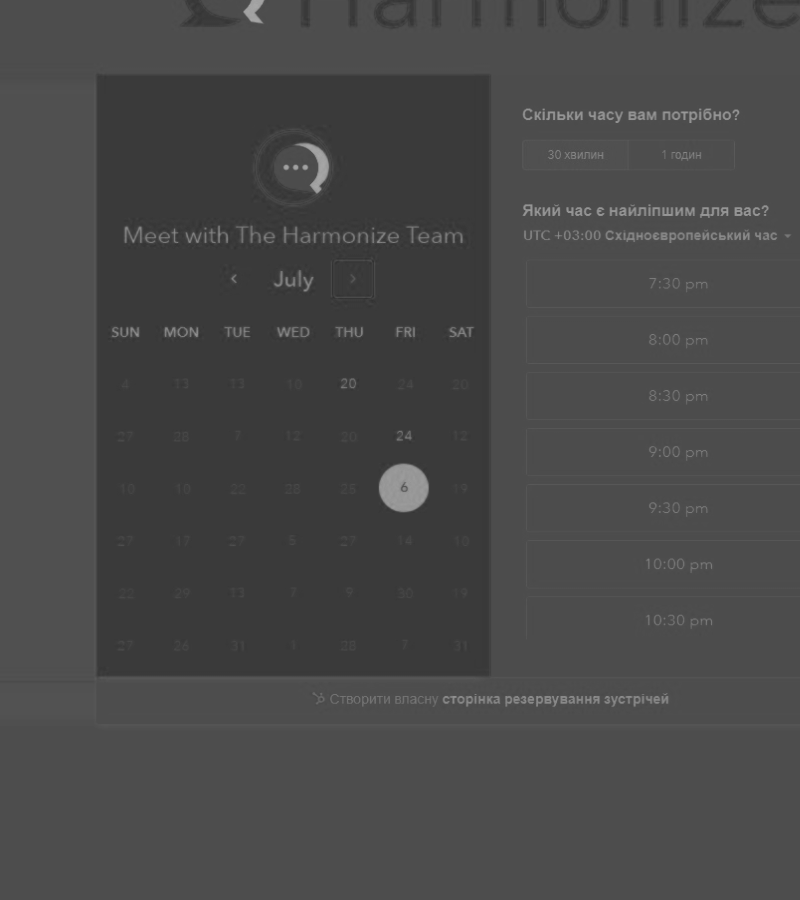 Harmonize
Meet with The Harmonize Team
July
SUN MON TUE WED THU FRI SAT
4 13 13 10 20 24 20
27 28 7 12 20 24 12
10 10 22 28 25 6 19
27 17 27 5 27 14 10
22 29 13 7 9 30 19
27 26 31 1 28 7 31
Скільки часу вам потрібно?
30 хвилин 1 годин
Який час є найліпшим для вас?
UTC +03:00 Східноєвропейський час
7:30 pm
8:00 pm
8:30 pm
9:00 pm
9:30 pm
10:00 pm
10:30 pm
Створити власну сторінка резервування зустрічей